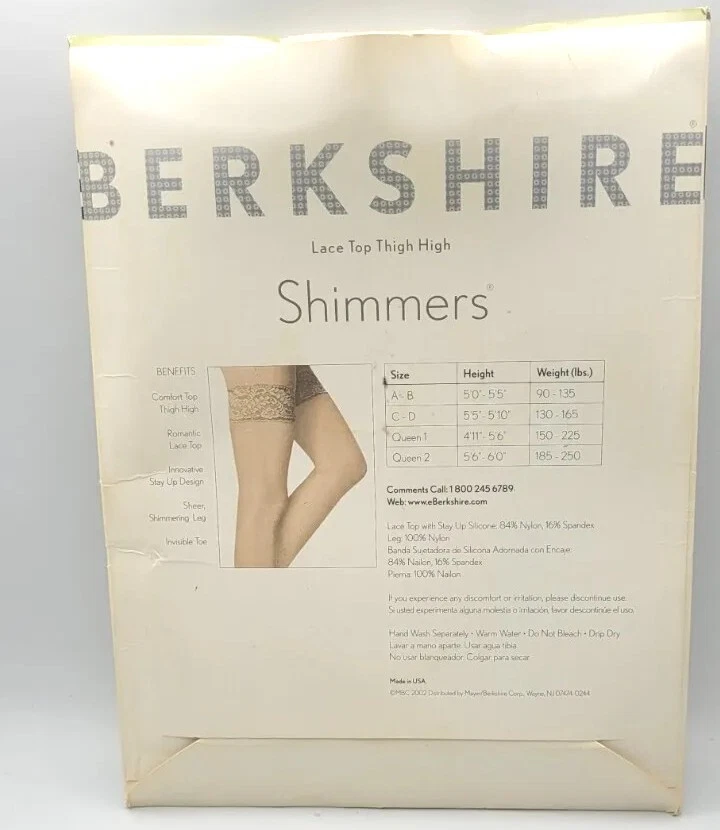 BERKSHIRE®
Lace Top Thigh High
Shimmers®
BENEFITS
Comfort Top
Thigh High
Romantic
Lace Top
Innovative
Stay Up Design
Sheer,
Shimmering Leg
Invisible Toe
Size Height Weight (lbs.)
A - B 5'0" - 5'5" 90 - 135
C - D 5'5" - 5'10" 130 - 165
Queen 1 4'11" - 5'6" 150 - 225
Queen 2 5'6" - 6'0" 185 - 250
Comments Call: 1 800 245 6789
Web: www.eBerkshire.com
Lace Top with Stay Up Silicone: 84% Nylon, 16% Spandex
Leg: 100% Nylon
Banda Sujetadora de Silicona Adornada con Encaje:
84% Nailon, 16% Spandex
Pierna: 100% Nailon
If you experience any discomfort or irritation, please discontinue use.
Si usted experimenta alguna molestia o irritación, favor descontinúe el uso.
Hand Wash Separately • Warm Water • Do Not Bleach • Drip Dry
Lavar a mano aparte. Usar agua tibia.
No usar blanqueador. Colgar para secar.
Made in USA
©MBC 2002 Distributed by Mayer/Berkshire Corp., Wayne, NJ 07474-0244